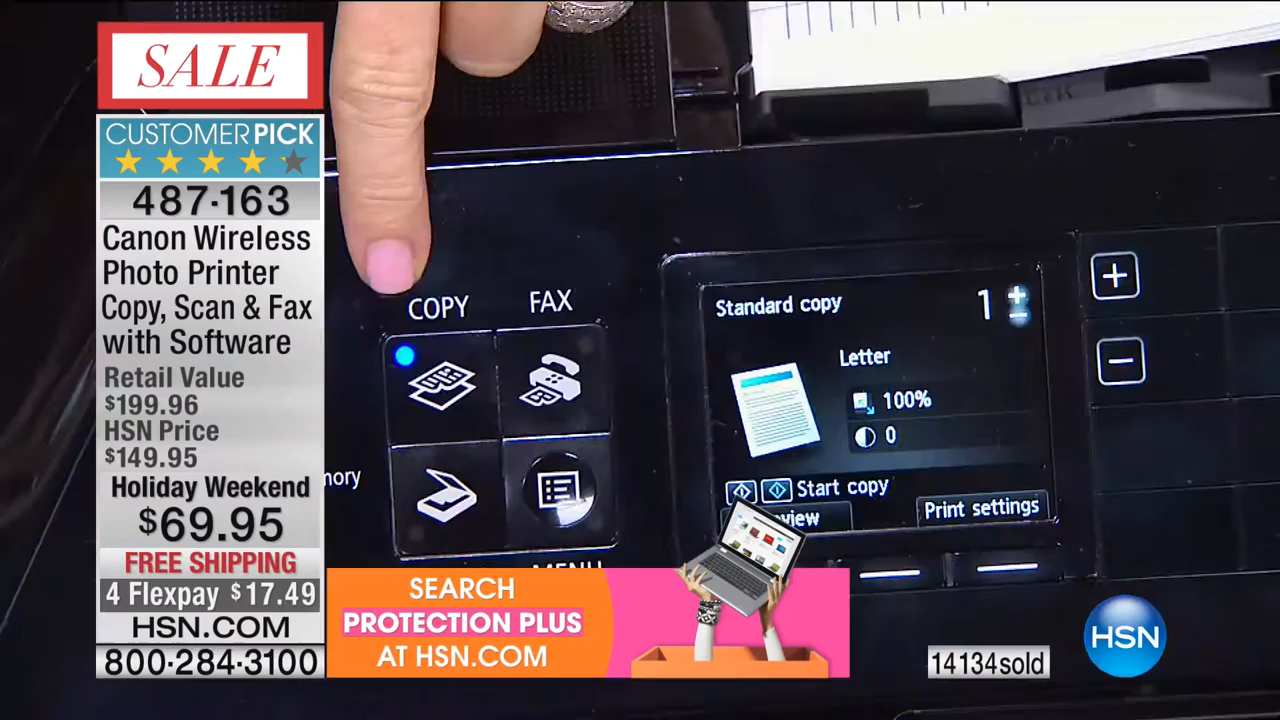 SALE
CUSTOMERPICK
487·163
Canon Wireless
Photo Printer
Copy, Scan & Fax
with Software
Retail Value
$199.96
HSN Price
$149.95
Holiday Weekend
$69.95
FREE SHIPPING
4 Flexpay $17.49
HSN.COM
800·284·3100
COPY
FAX
Standard copy
1
Letter
100%
0
Start copy
Print settings
MENU
SEARCH
PROTECTION PLUS
AT HSN.COM
14134sold
HSN